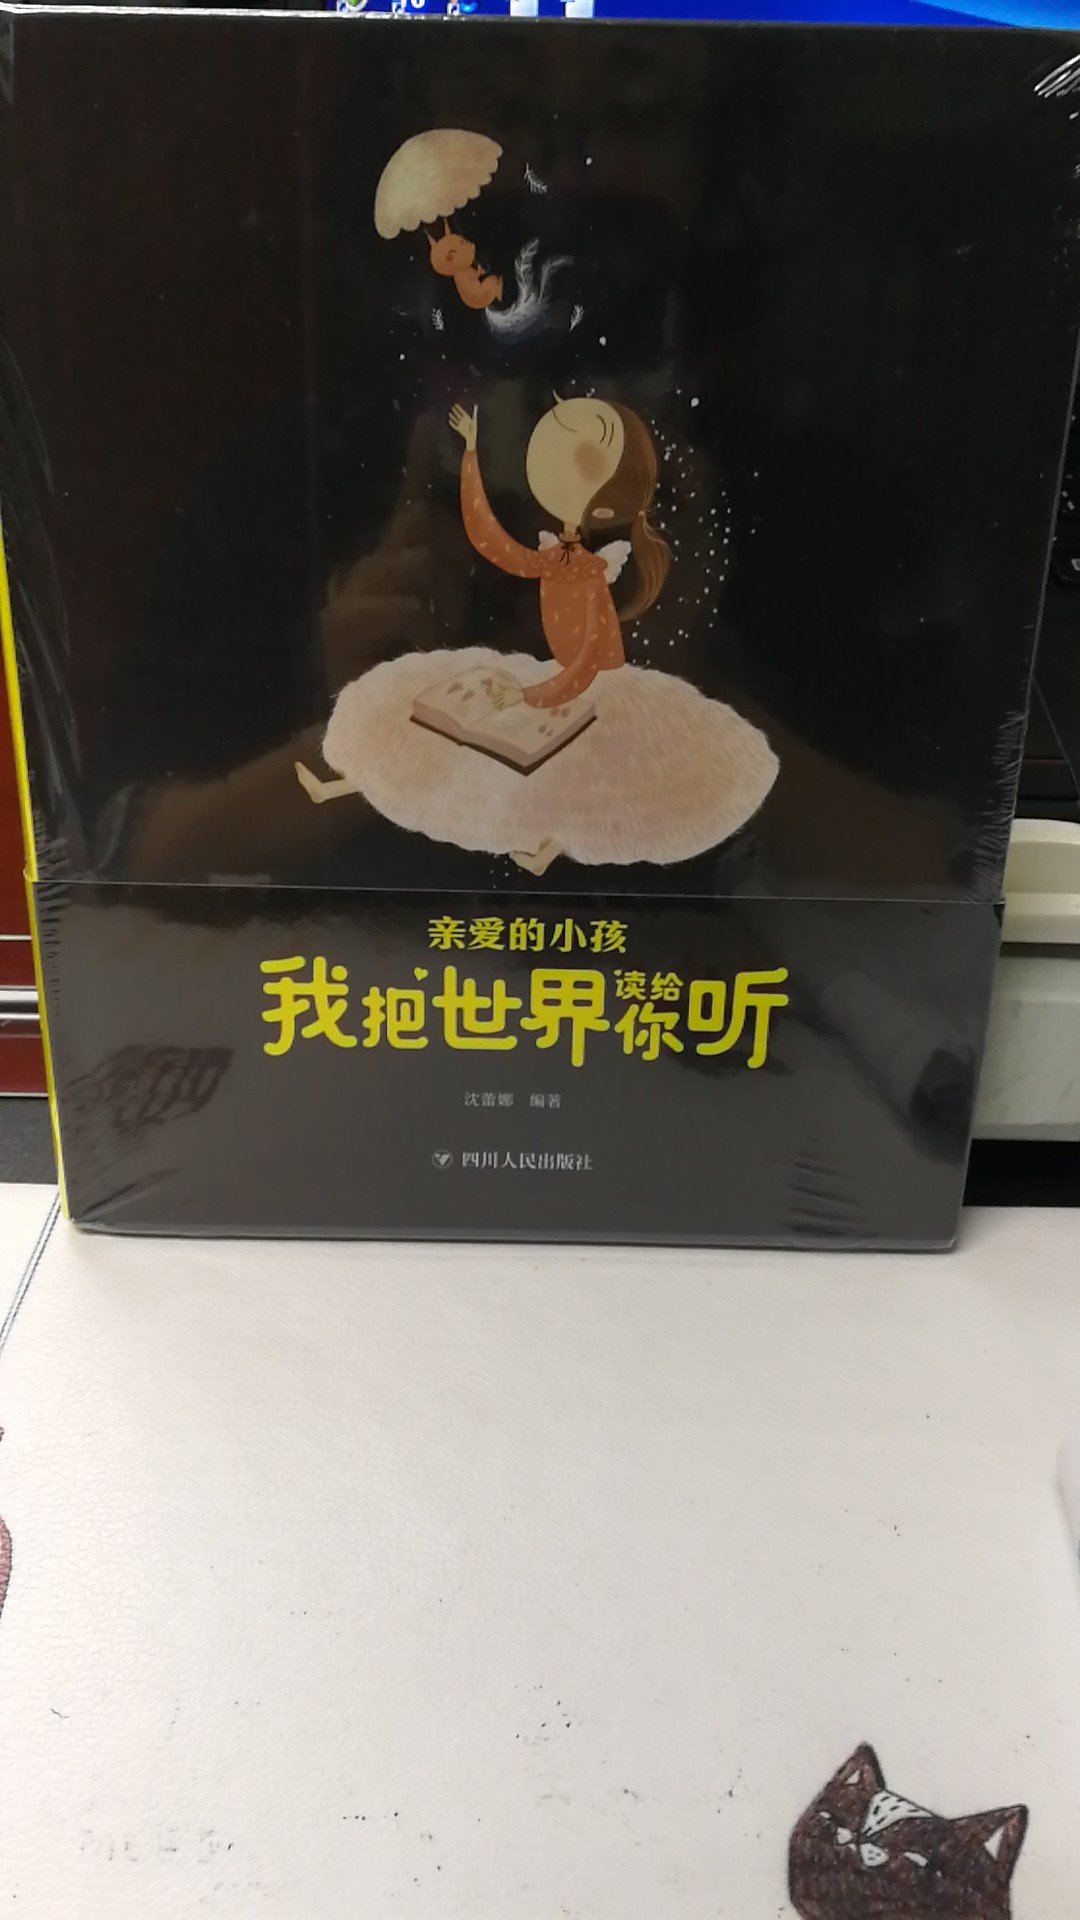 亲爱的小孩
我把世界读给你听
沈蕾娜 编著
四川人民出版社